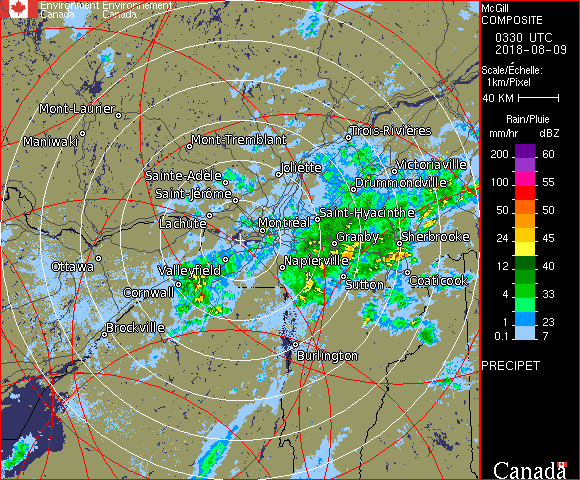 Environment Environnement
Canada Canada
McGill
COMPOSITE
0330 UTC
2018-08-09
Scale/Échelle:
1km/Pixel
40 KM
Rain/Pluie
mm/hr dBZ
200 60
100 55
50 50
24 45
12 40
4 33
1 23
0.1 7
PRECIPET
Canada
Mont-Laurier
Maniwaki
Mont-Tremblant
Trois-Rivières
Joliette
Victoriaville
Sainte-Adèle
Drummondville
Saint-Jérôme
Lachute
Saint-Hyacinthe
Montréal
Granby
Sherbrooke
Ottawa
Napierville
Valleyfield
Coaticook
Sutton
Cornwall
Brockville
Burlington